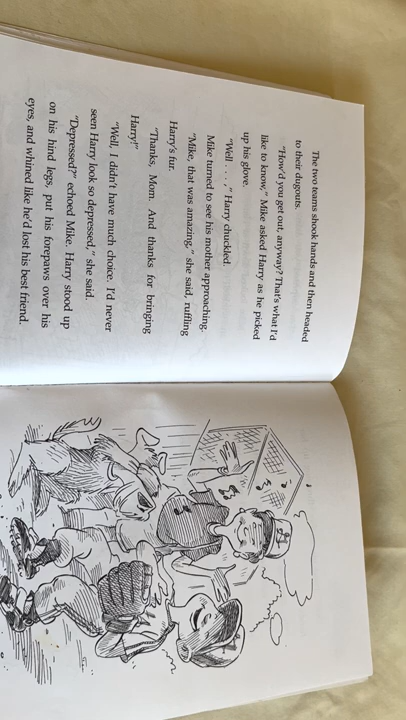 The two teams shook hands and then headed
to their dugouts.
"How'd you get out, anyway? That's what I'd
like to know," Mike asked Harry as he picked
up his glove.
"Well . . . ," Harry chuckled.
Mike turned to see his mother approaching.
"Mike, that was amazing," she said, ruffling
Harry's fur.
"Thanks, Mom. And thanks for bringing
Harry!"
"Well, I didn't have much choice. I'd never
seen Harry look so depressed," she said.
"Depressed?" echoed Mike. Harry stood up
on his hind legs, put his forepaws over his
eyes, and whined like he'd lost his best friend.